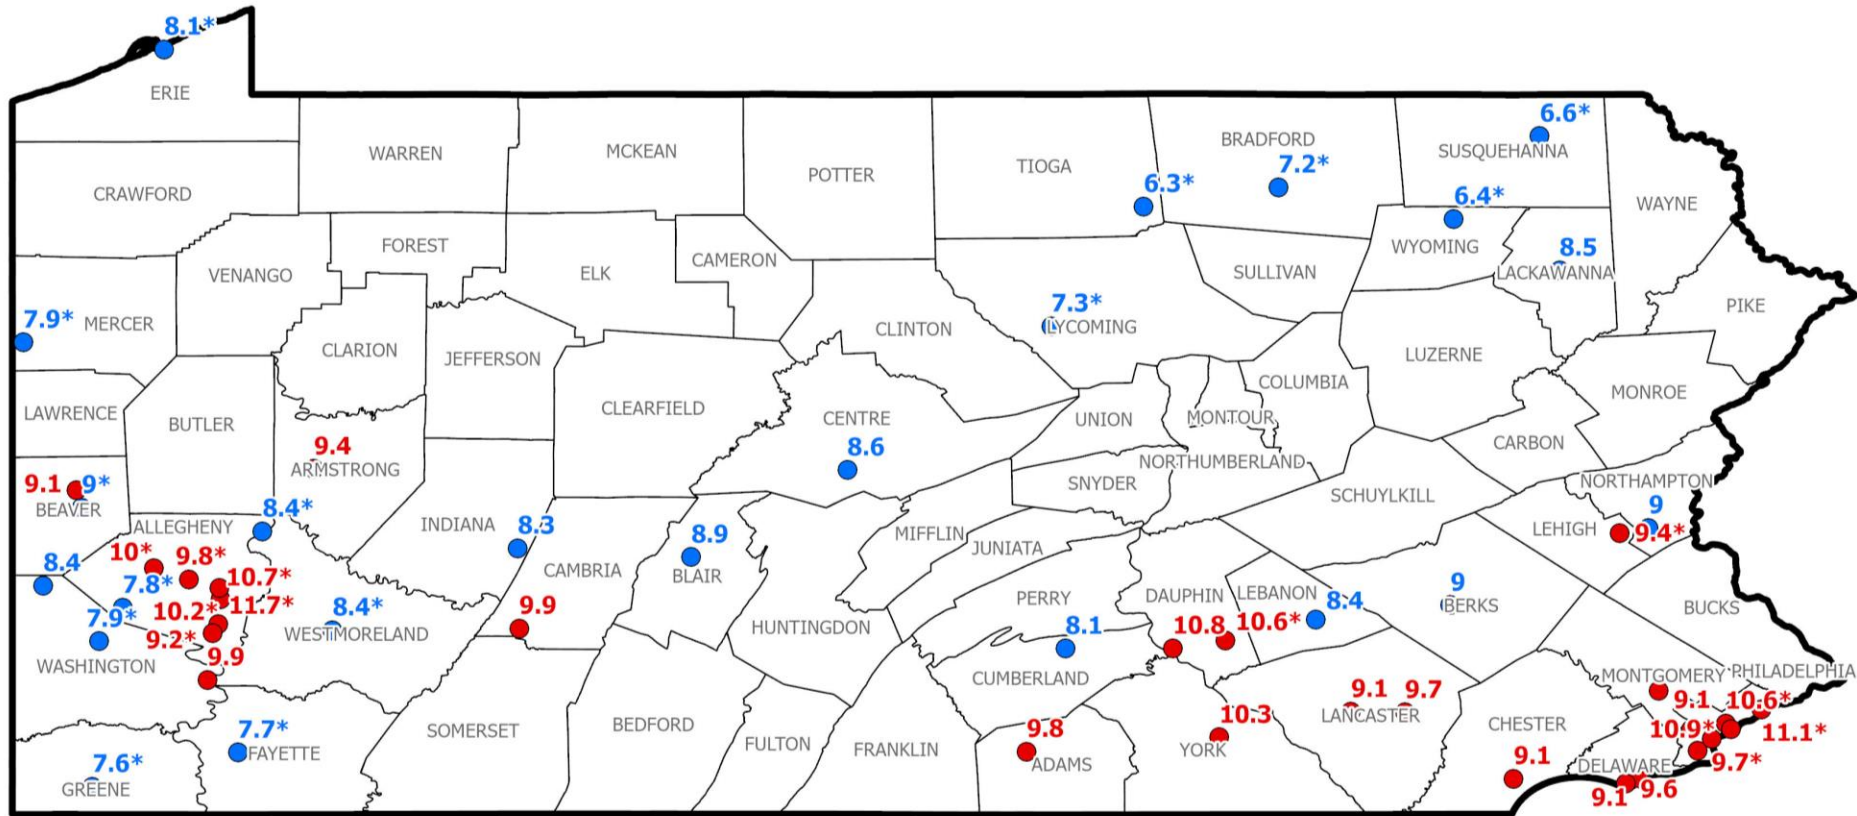 8.1*
ERIE
WARREN
MCKEAN
POTTER
TIOGA
BRADFORD
7.2*
6.6*
SUSQUEHANNA
CRAWFORD
6.3*
6.4*
WAYNE
VENANGO
FOREST
ELK
CAMERON
SULLIVAN
WYOMING
8.5
LACKAWANNA
PIKE
7.9*
MERCER
CLARION
JEFFERSON
CLINTON
7.3*
LYCOMING
LUZERNE
LAWRENCE
BUTLER
CLEARFIELD
CENTRE
8.6
UNION
MONTOUR
COLUMBIA
MONROE
CARBON
9.4
ARMSTRONG
SNYDER
NORTHUMBERLAND
SCHUYLKILL
NORTHAMPTON
9
9.1
9*
BEAVER
ALLEGHENY
8.4*
INDIANA
8.3
8.9
BLAIR
MIFFLIN
JUNIATA
LEHIGH
9.4*
8.4
10*
9.8*
7.8*
10.7*
11.7*
10.2*
9.2*
7.9*
WASHINGTON
9.9
8.4*
WESTMORELAND
CAMBRIA
9.9
HUNTINGDON
PERRY
8.1
CUMBERLAND
DAUPHIN
10.8
10.6*
LEBANON
8.4
9
BERKS
BUCKS
MONTGOMERY
9.1
PHILADELPHIA
10.6*
10.9*
11.1*
9.7*
7.6*
GREENE
7.7*
FAYETTE
SOMERSET
BEDFORD
FULTON
FRANKLIN
9.8
ADAMS
10.3
YORK
9.1
9.7
LANCASTER
CHESTER
9.1
DELAWARE
9.1
9.6